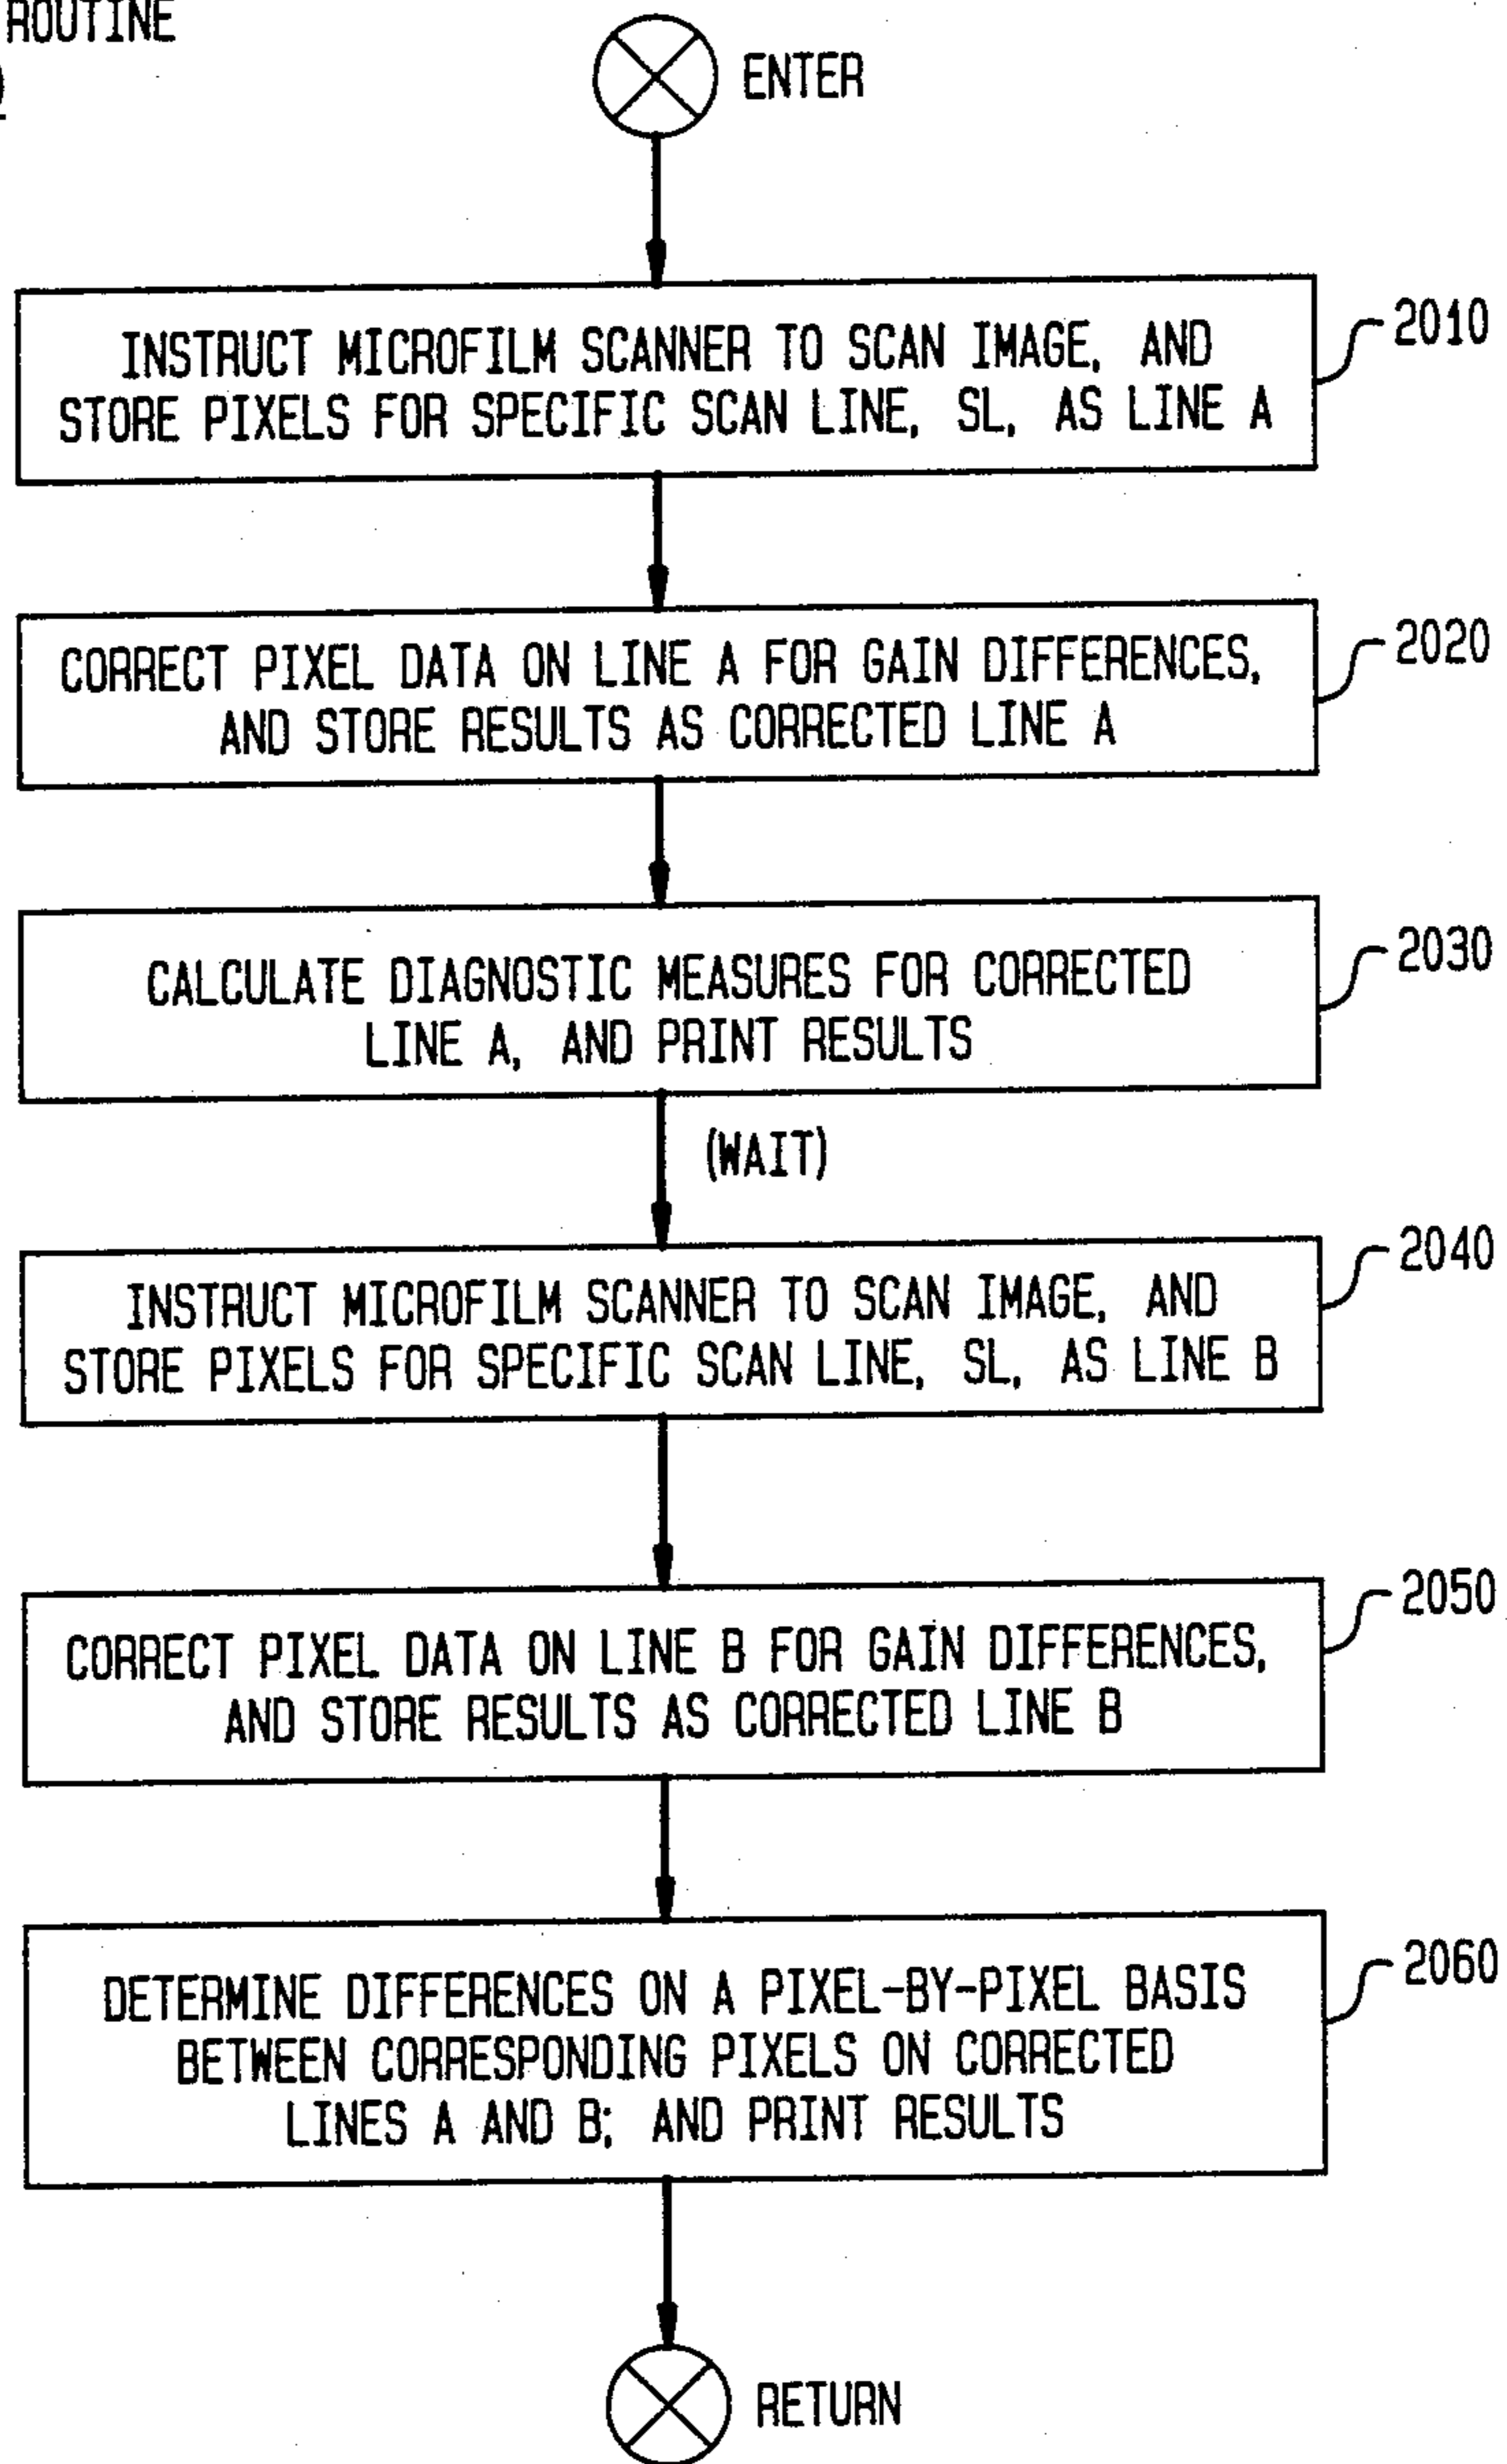 ROUTINE
ENTER
INSTRUCT MICROFILM SCANNER TO SCAN IMAGE, AND
STORE PIXELS FOR SPECIFIC SCAN LINE, SL, AS LINE A
2010
CORRECT PIXEL DATA ON LINE A FOR GAIN DIFFERENCES,
AND STORE RESULTS AS CORRECTED LINE A
2020
CALCULATE DIAGNOSTIC MEASURES FOR CORRECTED
LINE A, AND PRINT RESULTS
2030
(WAIT)
INSTRUCT MICROFILM SCANNER TO SCAN IMAGE, AND
STORE PIXELS FOR SPECIFIC SCAN LINE, SL, AS LINE B
2040
CORRECT PIXEL DATA ON LINE B FOR GAIN DIFFERENCES,
AND STORE RESULTS AS CORRECTED LINE B
2050
DETERMINE DIFFERENCES ON A PIXEL-BY-PIXEL BASIS
BETWEEN CORRESPONDING PIXELS ON CORRECTED
LINES A AND B; AND PRINT RESULTS
2060
RETURN